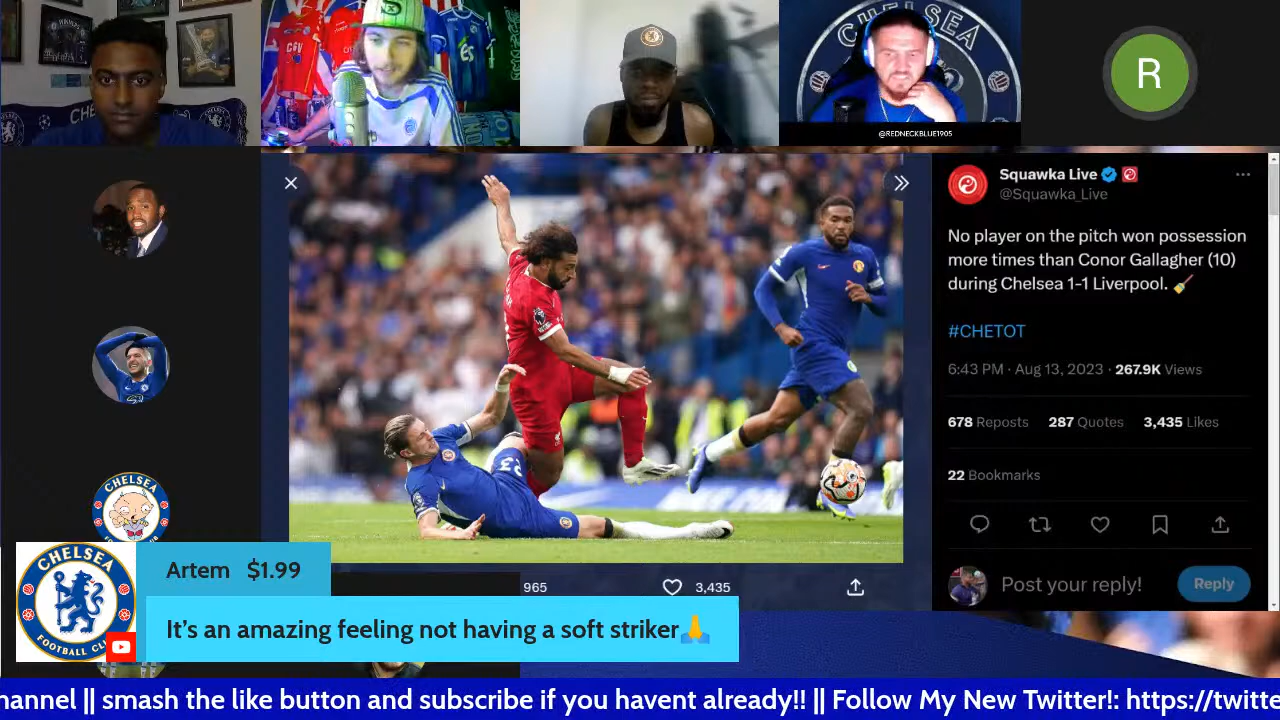 CHELSEA
@REDNECKBLUE1905
R
Squawka Live
@Squawka_Live
No player on the pitch won possession
more times than Conor Gallagher (10)
during Chelsea 1-1 Liverpool. 🧹
#CHETOT
6:43 PM · Aug 13, 2023 · 267.9K Views
678 Reposts 287 Quotes 3,435 Likes
22 Bookmarks
Post your reply!
Reply
965
3,435
23
CHELSEA
CHELSEA
FOOTBALL CLU
Artem $1.99
It's an amazing feeling not having a soft striker🙏
hannel || smash the like button and subscribe if you havent already!! || Follow My New Twitter!: https://twitte